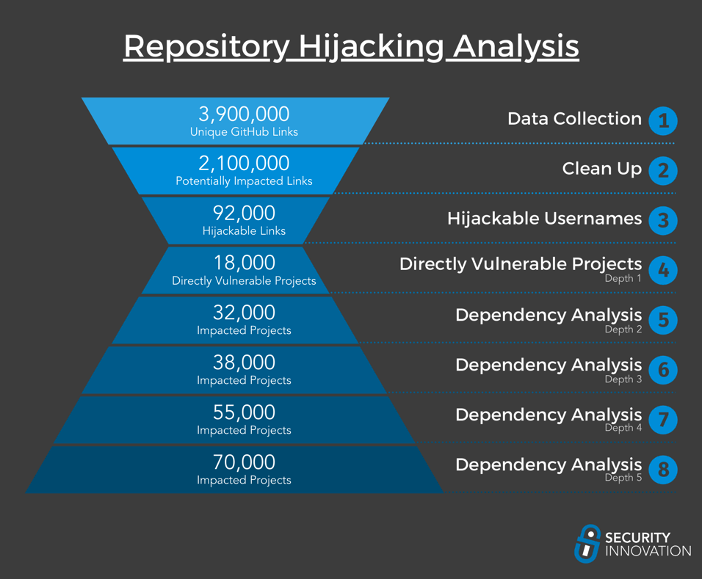 Repository Hijacking Analysis
3,900,000
Unique GitHub Links
Data Collection 1
2,100,000
Potentially Impacted Links
Clean Up 2
92,000
Hijackable Links
Hijackable Usernames 3
18,000
Directly Vulnerable Projects
Directly Vulnerable Projects 4
Depth 1
32,000
Impacted Projects
Dependency Analysis 5
Depth 2
38,000
Impacted Projects
Dependency Analysis 6
Depth 3
55,000
Impacted Projects
Dependency Analysis 7
Depth 4
70,000
Impacted Projects
Dependency Analysis 8
Depth 5
SECURITY
INNOVATION